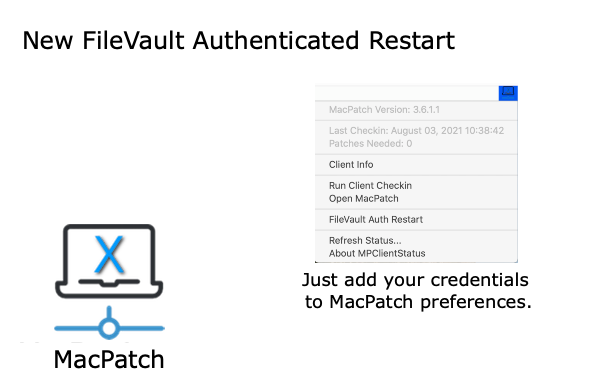 New FileVault Authenticated Restart
MacPatch Version: 3.6.1.1
Last Checkin: August 03, 2021 10:38:42
Patches Needed: 0
Client Info
Run Client Checkin
Open MacPatch
FileVault Auth Restart
Refresh Status...
About MPClientStatus
Just add your credentials
to MacPatch preferences.
X
MacPatch